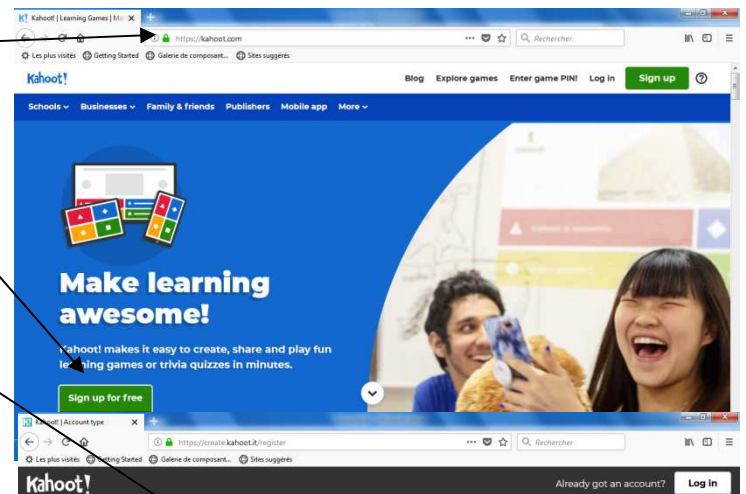 Kahoot! | Learning Games | Ma
https://kahoot.com
Rechercher
Les plus visités Getting Started Galerie de composant... Sites suggérés
Kahoot! Blog Explore games Enter game PIN! Log in Sign up
Schools Businesses Family & friends Publishers Mobile app More
Make learning
awesome!
Kahoot! makes it easy to create, share and play fun
learning games or trivia quizzes in minutes.
Sign up for free
Kahoot! | Account type
https://create.kahoot.it/register
Rechercher
Les plus visités Getting Started Galerie de composant... Sites suggérés
Kahoot! Already got an account? Log in